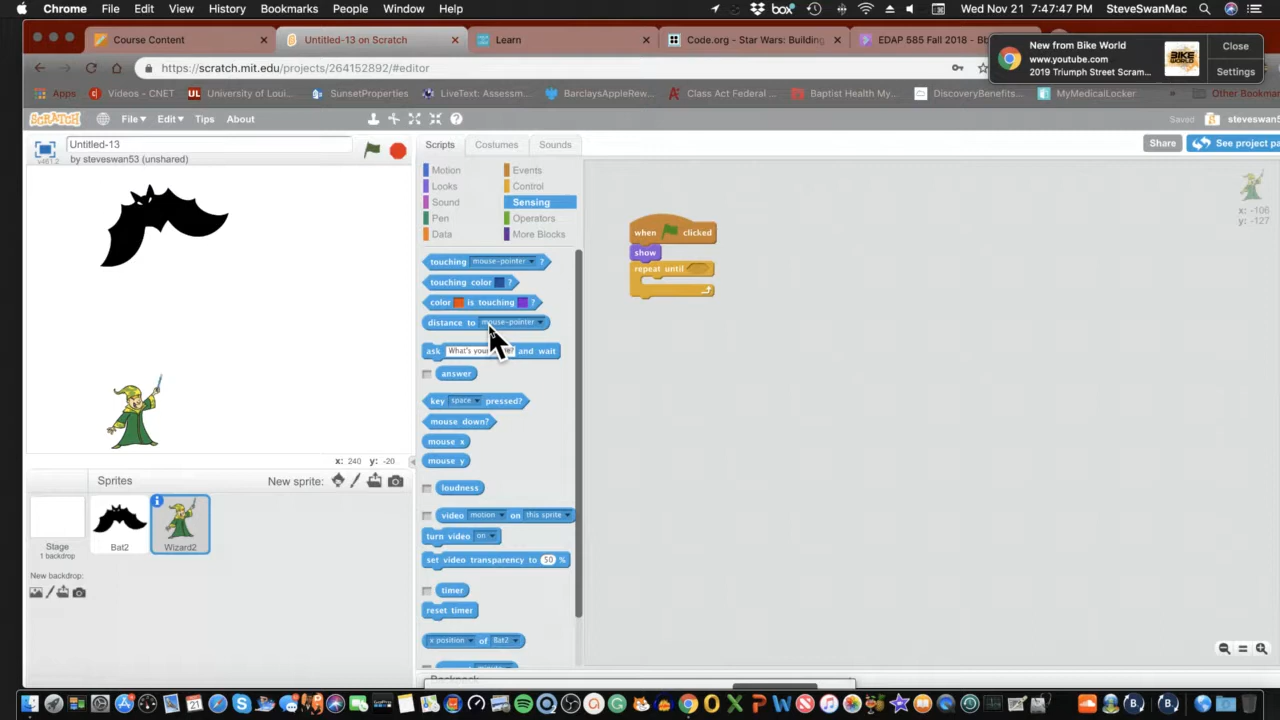 Chrome File Edit View History Bookmarks People Window Help
Wed Nov 21 7:47:47 PM SteveSwanMac
Course Content
Untitled-13 on Scratch
Learn
Code.org - Star Wars: Building
EDAP 585 Fall 2018 - Bb
https://scratch.mit.edu/projects/264152892/#editor
New from Bike World
www.youtube.com
2019 Triumph Street Scram...
BIKE WORLD
Close
Settings
Apps
Videos - CNET
University of Loui...
SunsetProperties
LiveText: Assessm...
BarclaysAppleRew...
Class Act Federal ...
Baptist Health My...
DiscoveryBenefits...
MyMedicalLocker
Other Bookmar
SCRATCH
File Edit Tips About
Saved
steveswan5
Untitled-13
by steveswan53 (unshared)
v461.2
Scripts Costumes Sounds
Share
See project pa
Motion Events
Looks Control
Sound Sensing
Pen Operators
Data More Blocks
touching mouse-pointer ?
touching color ?
color is touching ?
distance to mouse-pointer
ask What's your and wait
answer
key space pressed?
mouse down?
mouse x
mouse y
loudness
video motion on this sprite
turn video on
set video transparency to 50 %
timer
reset timer
x position of Bat2
when clicked
show
repeat until
x: -106
y: -127
x: 240 y: -20
Sprites
New sprite:
Stage
1 backdrop
Bat2
Wizard2
New backdrop: